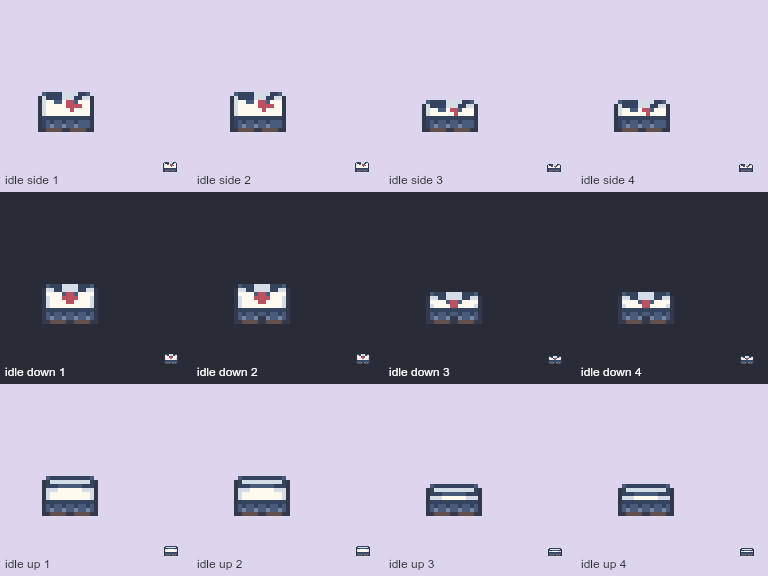 idle side 1
idle side 2
idle side 3
idle side 4
idle down 1
idle down 2
idle down 3
idle down 4
idle up 1
idle up 2
idle up 3
idle up 4